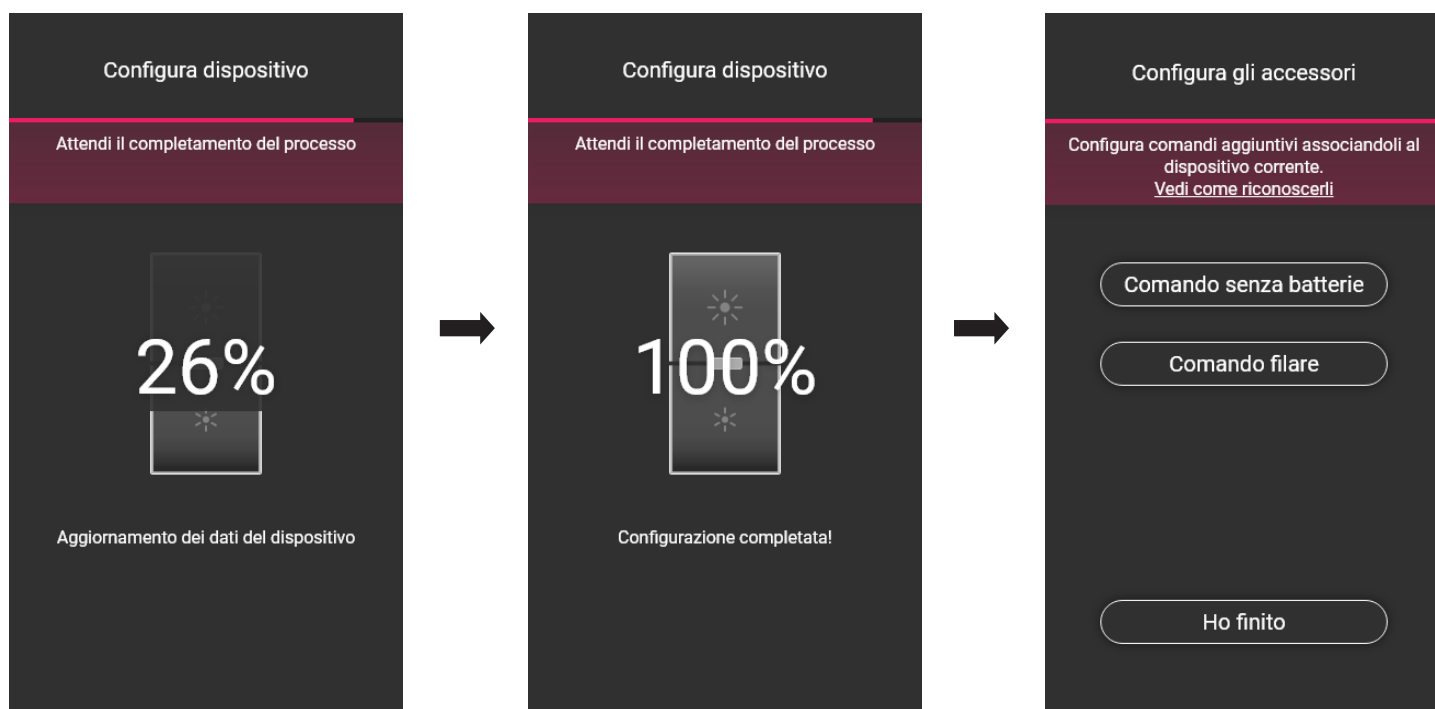 Configura dispositivo
Attendi il completamento del processo
26%
Aggiornamento dei dati del dispositivo
Configura dispositivo
Attendi il completamento del processo
100%
Configurazione completata!
Configura gli accessori
Configura comandi aggiuntivi associandoli al
dispositivo corrente.
Vedi come riconoscerli
Comando senza batterie
Comando filare
Ho finito